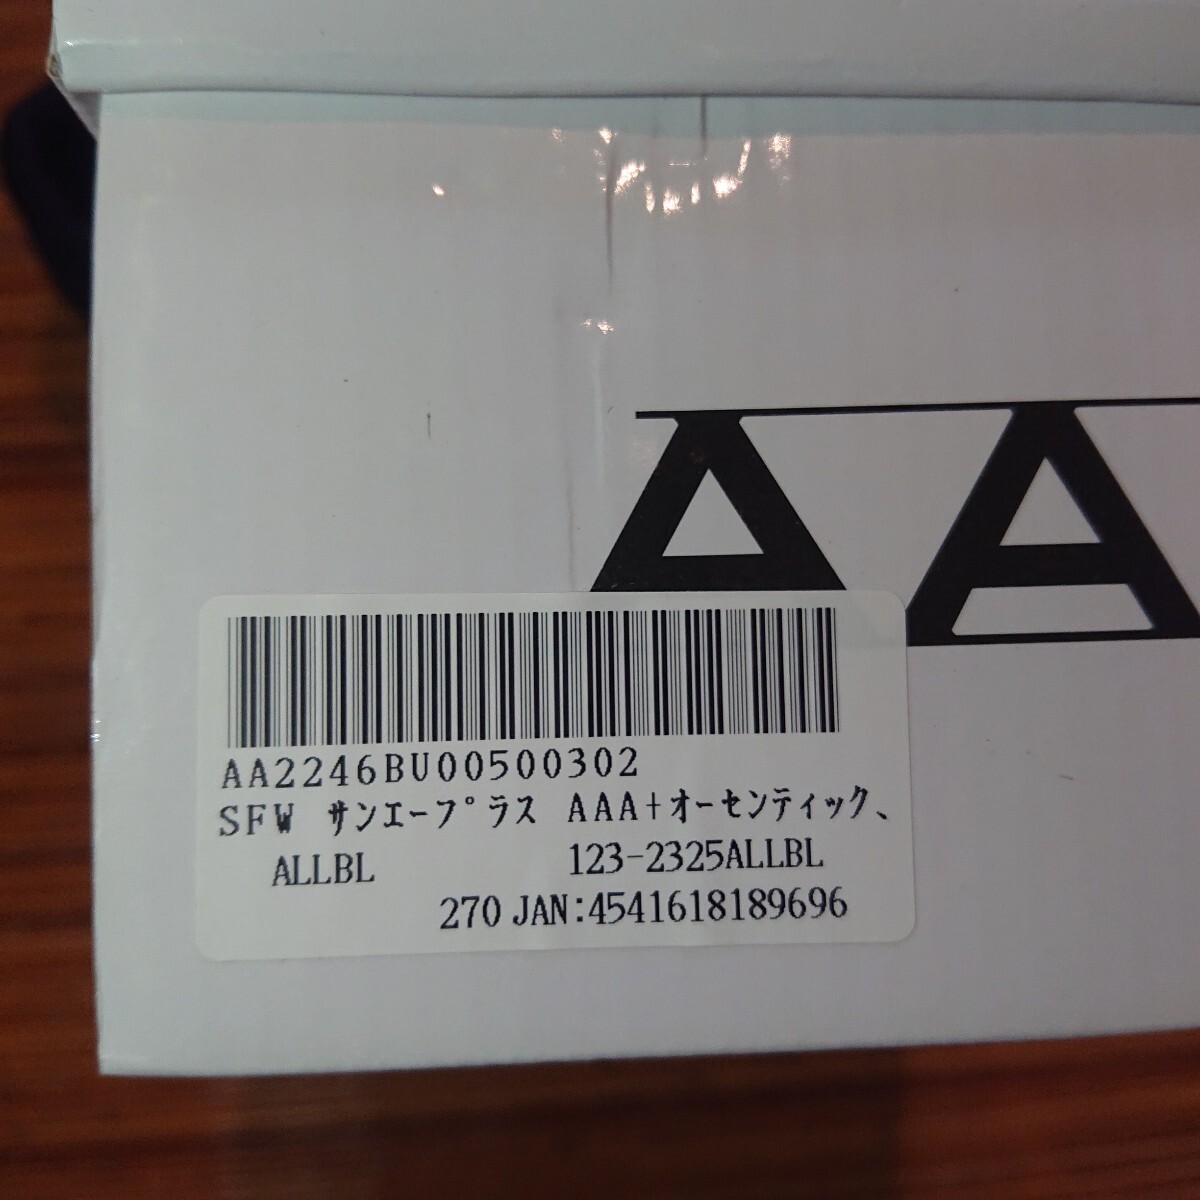 AA
AA2246BU00500302
SFW ｻﾝｴｰﾌﾟﾗｽ AAA+ｵｰｾﾝﾃｨｯｸ､
ALLBL 123-2325ALLBL
270 JAN:4541618189696